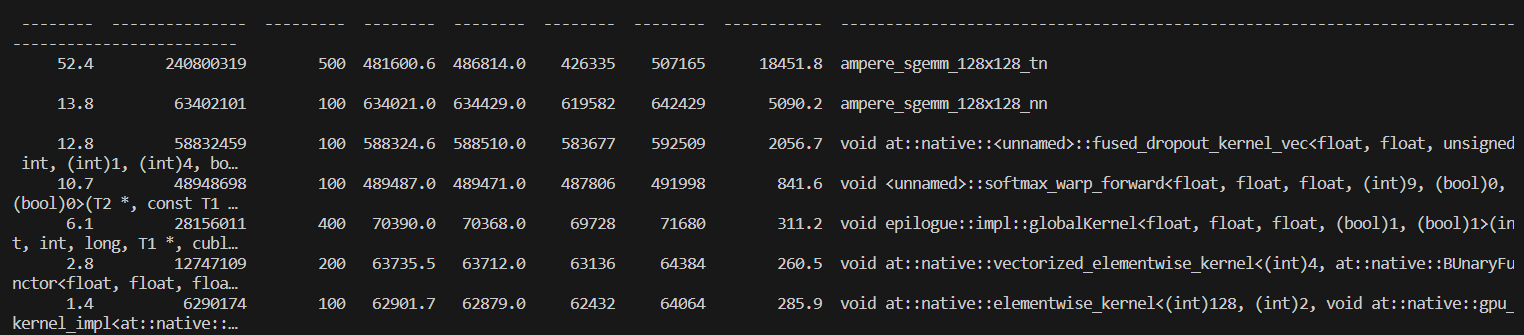 --------  ---------------  ---------  --------  --------  --------  --------  -----------  ---------------------------------------------------------------------------
-------------------------
52.4        240800319        500  481600.6  486814.0    426335    507165      18451.8  ampere_sgemm_128x128_tn
13.8         63402101        100  634021.0  634429.0    619582    642429       5090.2  ampere_sgemm_128x128_nn
12.8         58832459        100  588324.6  588510.0    583677    592509       2056.7  void at::native::<unnamed>::fused_dropout_kernel_vec<float, float, unsigned
int, (int)1, (int)4, bo…
10.7         48948698        100  489487.0  489471.0    487806    491998        841.6  void <unnamed>::softmax_warp_forward<float, float, float, (int)9, (bool)0,
(bool)0>(T2 *, const T1 …
6.1         28156011        400   70390.0   70368.0     69728     71680        311.2  void epilogue::impl::globalKernel<float, float, float, (bool)1, (bool)1>(in
t, int, long, T1 *, cubl…
2.8         12747109        200   63735.5   63712.0     63136     64384        260.5  void at::native::vectorized_elementwise_kernel<(int)4, at::native::BUnaryFu
nctor<float, float, floa…
1.4          6290174        100   62901.7   62879.0     62432     64064        285.9  void at::native::elementwise_kernel<(int)128, (int)2, void at::native::gpu_
kernel_impl<at::native::…